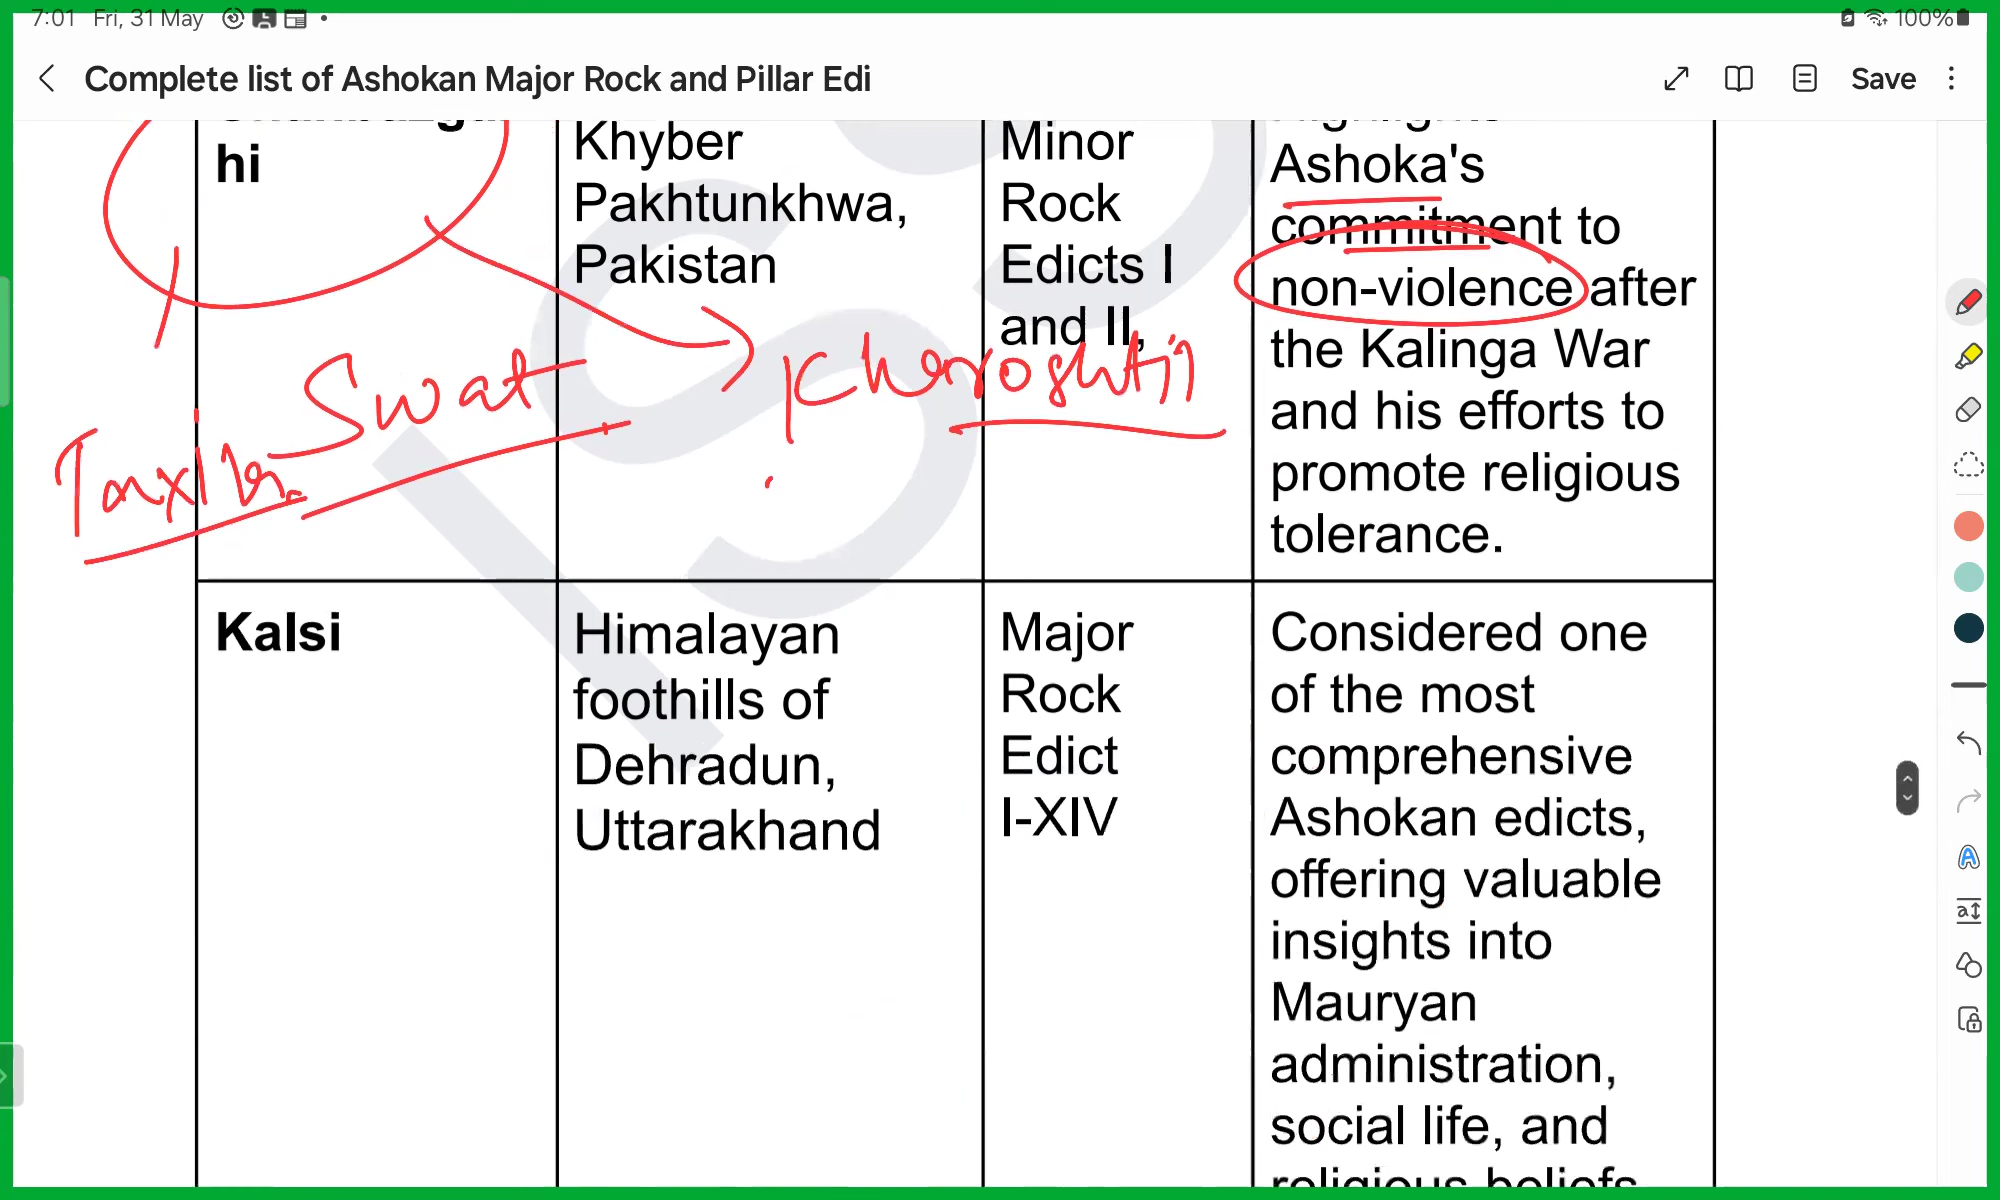 7:01 Fri, 31 May
100%
Complete list of Ashokan Major Rock and Pillar Edi
Save
hi
Khyber
Pakhtunkhwa,
Pakistan
Minor
Rock
Edicts I
and II,
Ashoka's
commitment to
non-violence after
the Kalinga War
and his efforts to
promote religious
tolerance.
Swat
Taxila
Kharoshti
Kalsi
Himalayan
foothills of
Dehradun,
Uttarakhand
Major
Rock
Edict
I-XIV
Considered one
of the most
comprehensive
Ashokan edicts,
offering valuable
insights into
Mauryan
administration,
social life, and
religious beliefs